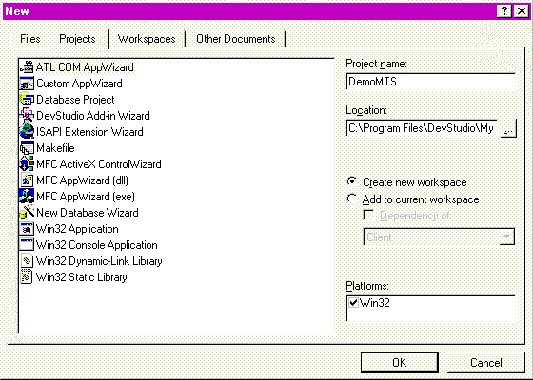 New
Files Projects Workspaces Other Documents
ATL COM AppWizard
Custom AppWizard
Database Project
DevStudio Add-in Wizard
ISAPI Extension Wizard
Makefile
MFC ActiveX ControlWizard
MFC AppWizard (dll)
MFC AppWizard (exe)
New Database Wizard
Win32 Application
Win32 Console Application
Win32 Dynamic-Link Library
Win32 Static Library
Project name:
DemoMTS
Location:
C:\Program Files\DevStudio\My
...
Create new workspace
Add to current workspace
Dependency of
Client
Platforms:
Win32
OK Cancel